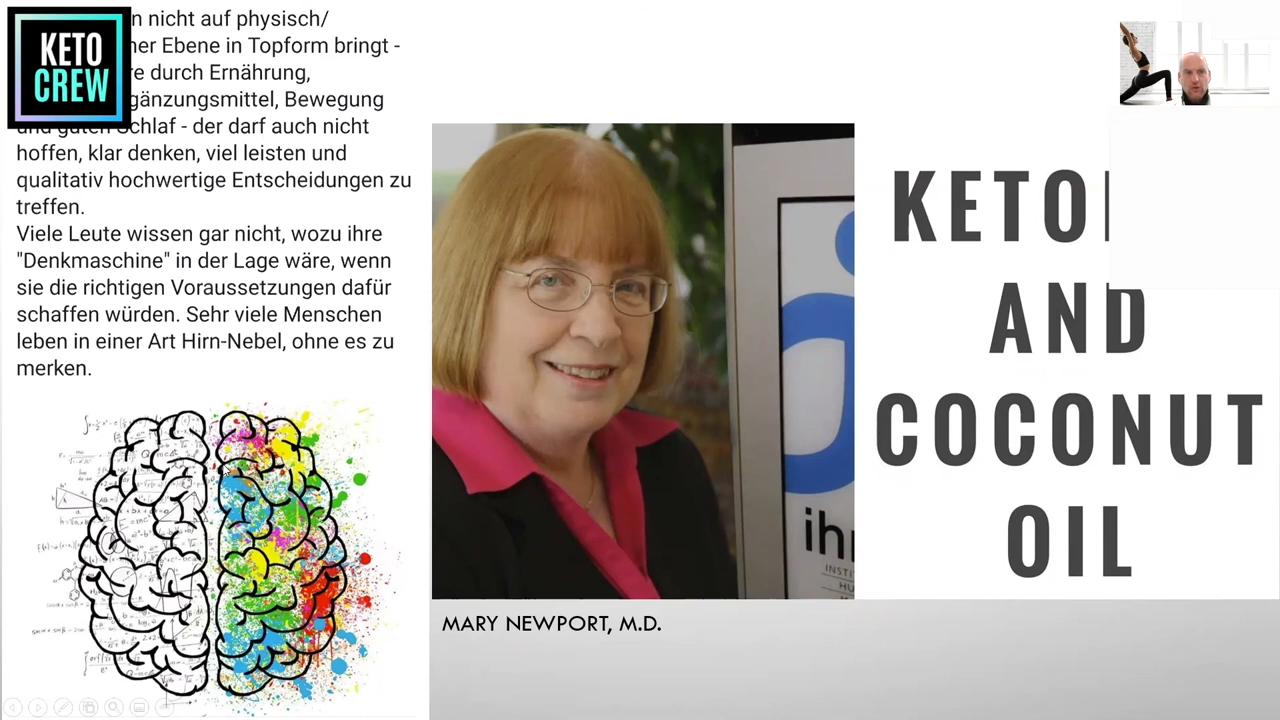 KETO
CREW
n nicht auf physisch/
ner Ebene in Topform bringt -
re durch Ernährung,
gänzungsmittel, Bewegung
und guten Schlaf - der darf auch nicht
hoffen, klar denken, viel leisten und
qualitativ hochwertige Entscheidungen zu
treffen.
Viele Leute wissen gar nicht, wozu ihre
"Denkmaschine" in der Lage wäre, wenn
sie die richtigen Voraussetzungen dafür
schaffen würden. Sehr viele Menschen
leben in einer Art Hirn-Nebel, ohne es zu
merken.
MARY NEWPORT, M.D.
KETO
AND
COCONUT
OIL